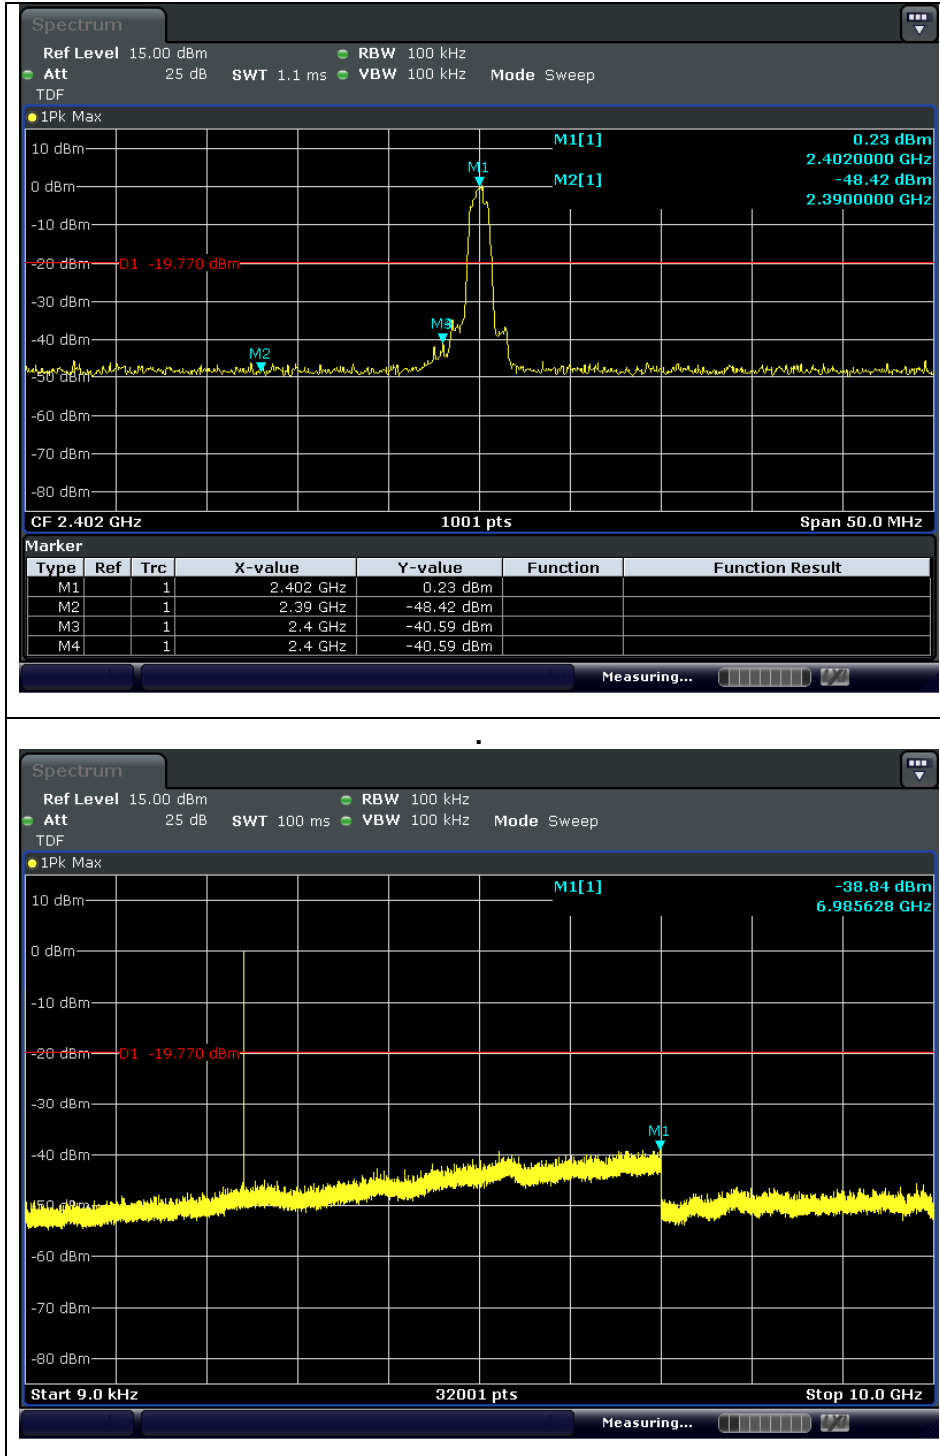 Spectrum
Ref Level 15.00 dBm RBW 100 kHz
Att 25 dB SWT 1.1 ms VBW 100 kHz Mode Sweep
TDF
1Pk Max
M1[1] 0.23 dBm
2.4020000 GHz
M2[1] -48.42 dBm
2.3900000 GHz
10 dBm
M1
0 dBm
-10 dBm
-20 dBm D1 -19.770 dBm
-30 dBm
M3
-40 dBm
M2
-50 dBm
-60 dBm
-70 dBm
-80 dBm
CF 2.402 GHz 1001 pts Span 50.0 MHz
Marker
Type Ref Trc X-value Y-value Function Function Result
M1 1 2.402 GHz 0.23 dBm
M2 1 2.39 GHz -48.42 dBm
M3 1 2.4 GHz -40.59 dBm
M4 1 2.4 GHz -40.59 dBm
Measuring...
.
Spectrum
Ref Level 15.00 dBm RBW 100 kHz
Att 25 dB SWT 100 ms VBW 100 kHz Mode Sweep
TDF
1Pk Max
M1[1] -38.84 dBm
6.985628 GHz
10 dBm
0 dBm
-10 dBm
-20 dBm D1 -19.770 dBm
-30 dBm
M1
-40 dBm
-50 dBm
-60 dBm
-70 dBm
-80 dBm
Start 9.0 kHz 32001 pts Stop 10.0 GHz
Measuring...